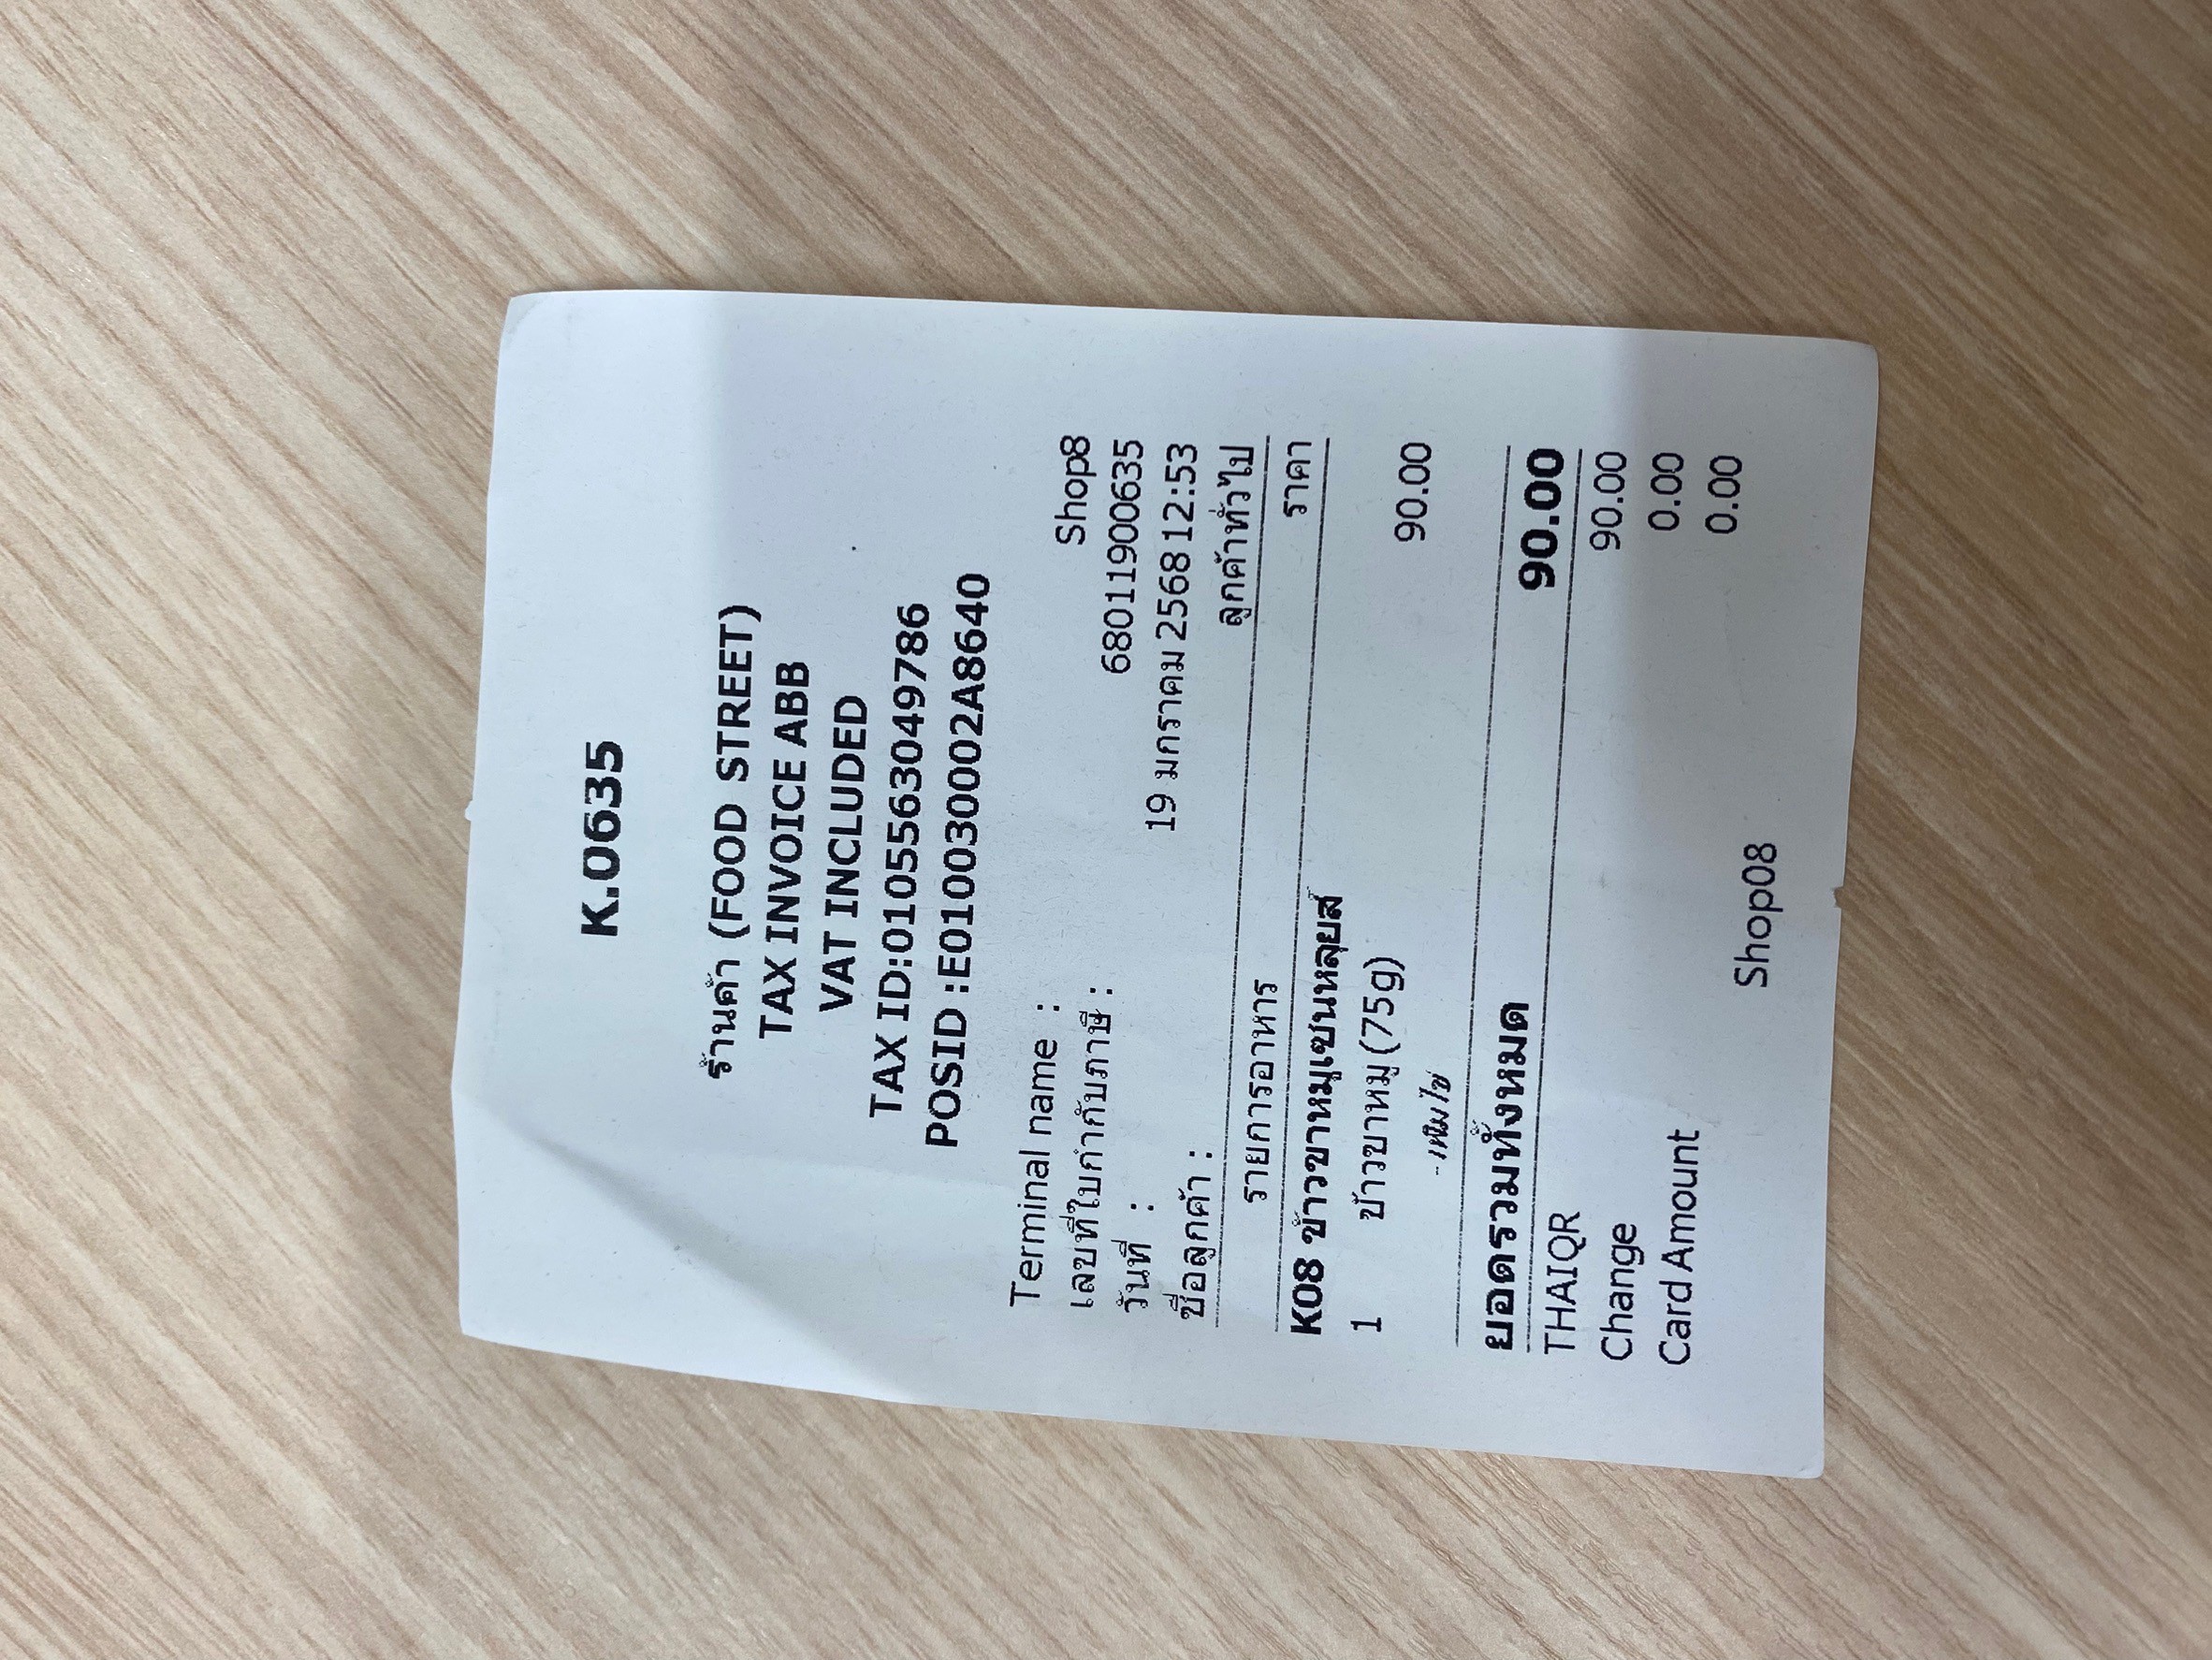 K.0635
ร้านค้า (FOOD STREET)
TAX INVOICE ABB
VAT INCLUDED
TAX ID:0105563049786
POSID :E010030002A8640
Terminal name : Shop8
เลขที่ใบกำกับภาษี : 68011900635
วันที่ : 19 มกราคม 2568 12:53
ชื่อลูกค้า : ลูกค้าทั่วไป
รายการอาหาร ราคา
K08 ข้าวขาหมูเซนหลุยส์
1 ข้าวขาหมู (75g) 90.00
- เพิ่มไข่
ยอดรวมทั้งหมด 90.00
THAIQR 90.00
Change 0.00
Card Amount 0.00
Shop08